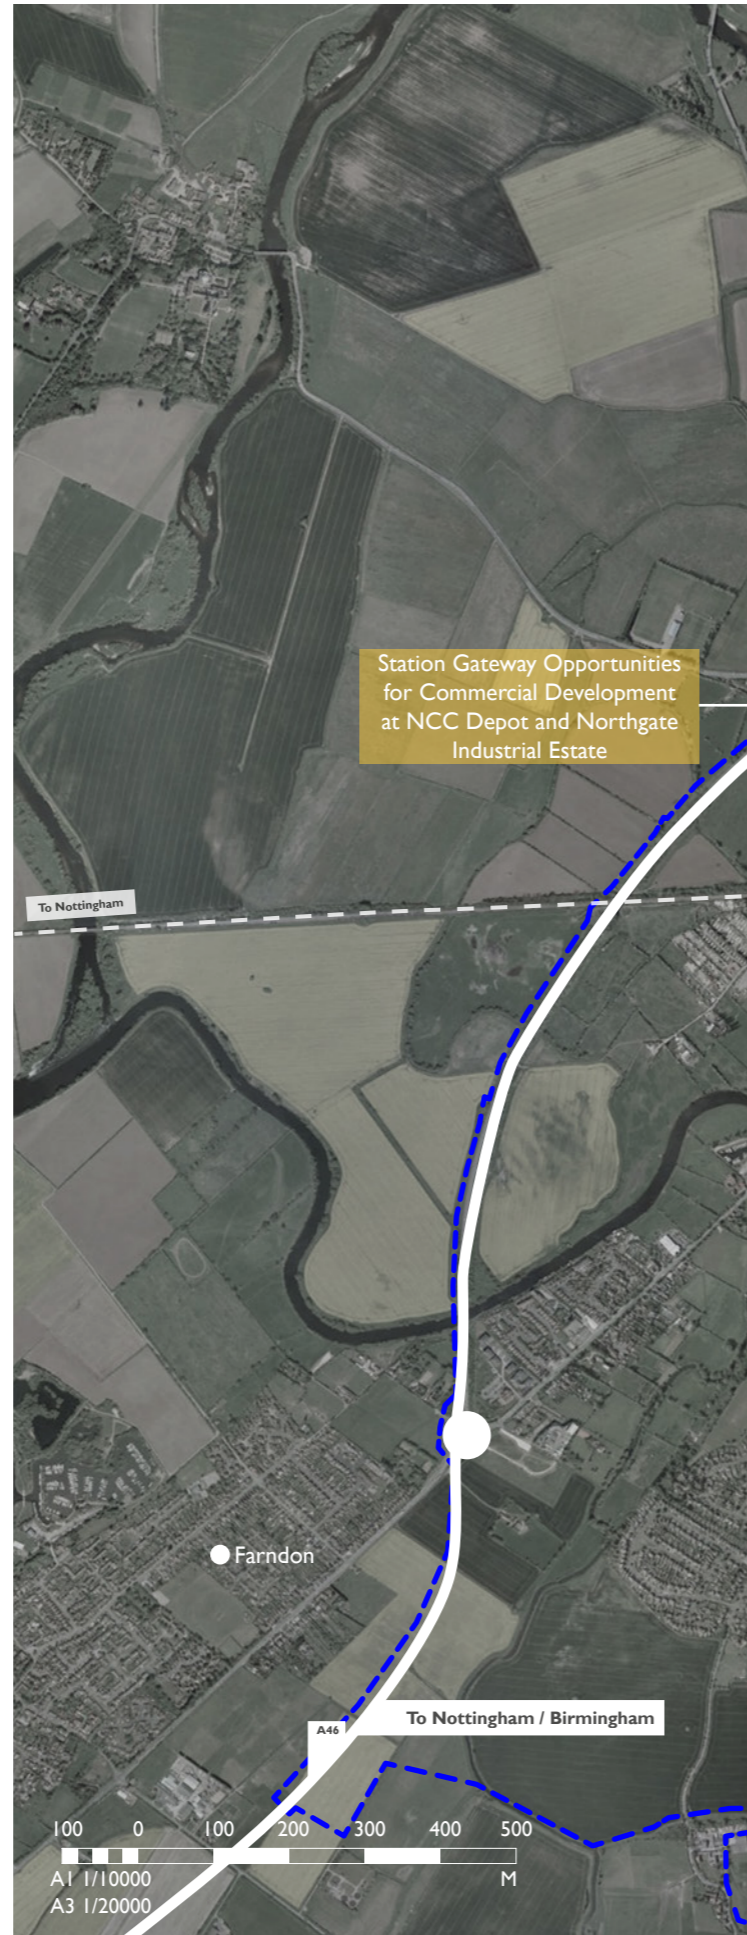 Station Gateway Opportunities
for Commercial Development
at NCC Depot and Northgate
Industrial Estate
To Nottingham
Farndon
To Nottingham / Birmingham
A46
100 0 100 200 300 400 500
A1 1/10000 M
A3 1/20000